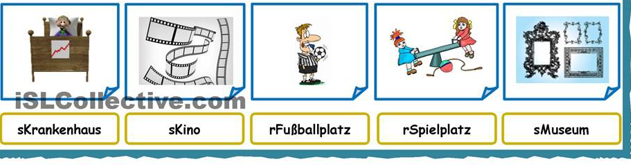 iSLCollective.com
sKrankenhaus
sKino
rFußballplatz
rSpielplatz
sMuseum